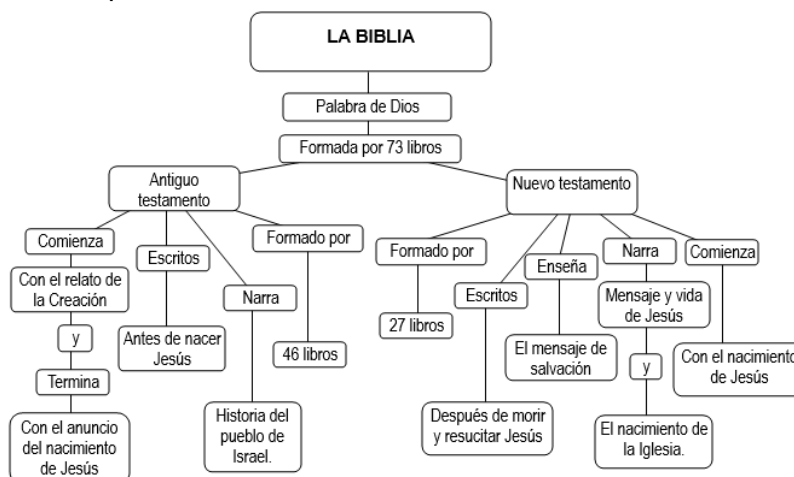 LA BIBLIA
Palabra de Dios
Formada por 73 libros
Antiguo
testamento
Comienza
Con el relato de
la Creación
y
Termina
Con el anuncio
del nacimiento
de Jesús
Escritos
Antes de nacer
Jesús
Narra
Historia del
pueblo de
Israel.
Formado por
46 libros
Nuevo testamento
Formado por
27 libros
Escritos
Después de morir
y resucitar Jesús
Enseña
El mensaje de
salvación
Narra
Mensaje y vida
de Jesús
y
El nacimiento de
la Iglesia.
Comienza
Con el nacimiento
de Jesús